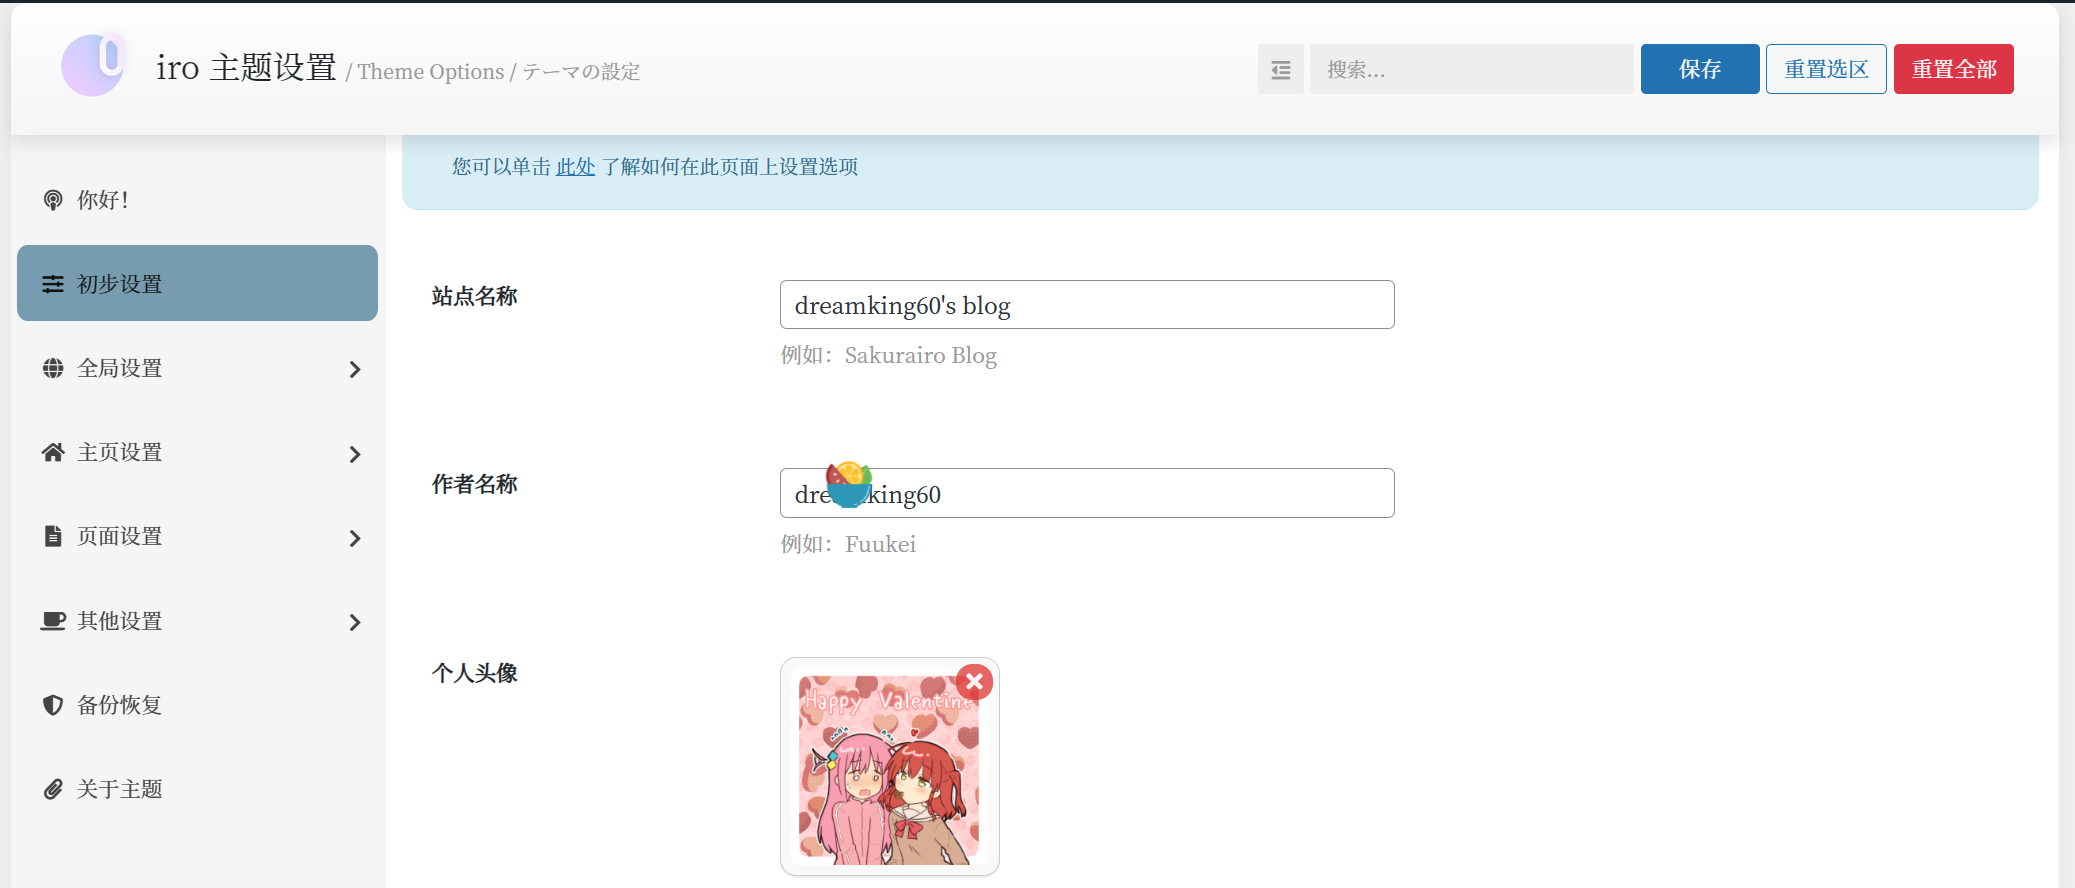 iro 主题设置 / Theme Options / テーマの設定
搜索...
保存
重置选区
重置全部
您可以单击 此处 了解如何在此页面上设置选项
你好！
初步设置
全局设置
主页设置
页面设置
其他设置
备份恢复
关于主题
站点名称
dreamking60's blog
例如：Sakurairo Blog
作者名称
dreamking60
例如：Fuukei
个人头像
Happy Valentine